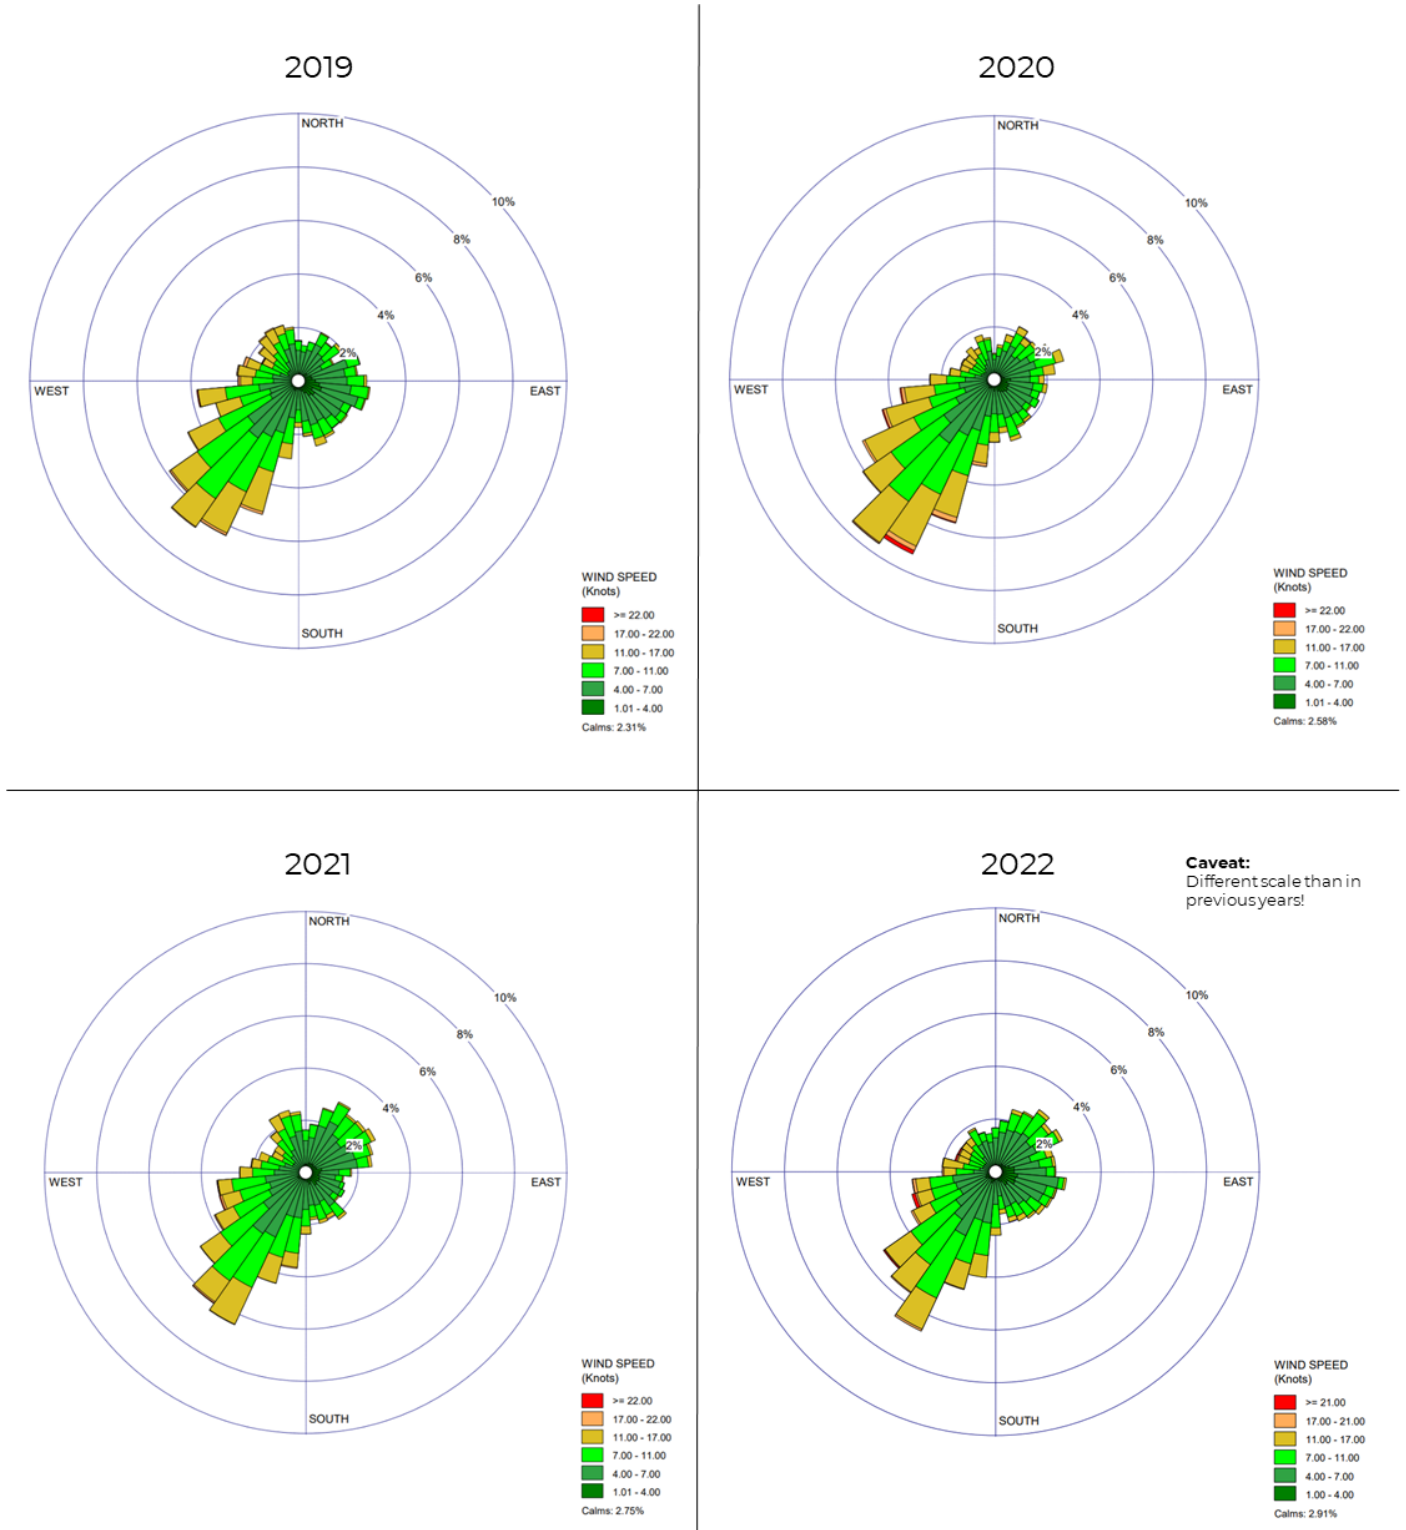 2019
NORTH
10%
8%
6%
4%
2%
WEST
EAST
SOUTH
WIND SPEED
(Knots)
>= 22.00
17.00 - 22.00
11.00 - 17.00
7.00 - 11.00
4.00 - 7.00
1.01 - 4.00
Calms: 2.31%
2020
NORTH
10%
8%
6%
4%
2%
WEST
EAST
SOUTH
WIND SPEED
(Knots)
>= 22.00
17.00 - 22.00
11.00 - 17.00
7.00 - 11.00
4.00 - 7.00
1.01 - 4.00
Calms: 2.58%
2021
NORTH
10%
8%
6%
4%
2%
WEST
EAST
SOUTH
WIND SPEED
(Knots)
>= 22.00
17.00 - 22.00
11.00 - 17.00
7.00 - 11.00
4.00 - 7.00
1.01 - 4.00
Calms: 2.75%
2022
Caveat:
Different scale than in
previous years!
NORTH
10%
8%
6%
4%
2%
WEST
EAST
SOUTH
WIND SPEED
(Knots)
>= 21.00
17.00 - 21.00
11.00 - 17.00
7.00 - 11.00
4.00 - 7.00
1.00 - 4.00
Calms: 2.91%